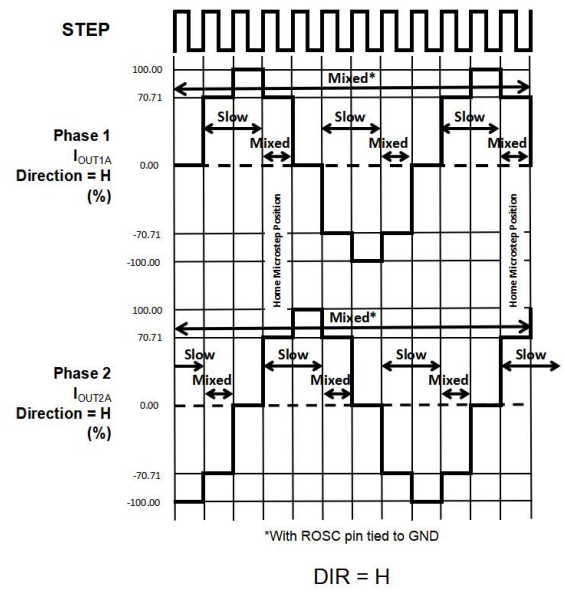 STEP
100.00
Mixed*
70.71
Slow Slow Slow
Phase 1
Mixed Mixed Mixed
IOUT1A
0.00
Direction = H
(%)
Home Microstep Position
Home Microstep Position
-70.71
-100.00
100.00
Mixed*
70.71
Slow Slow Slow Slow
Phase 2
Mixed Mixed Mixed
IOUT2A
0.00
Direction = H
(%)
-70.71
-100.00
*With ROSC pin tied to GND
DIR = H